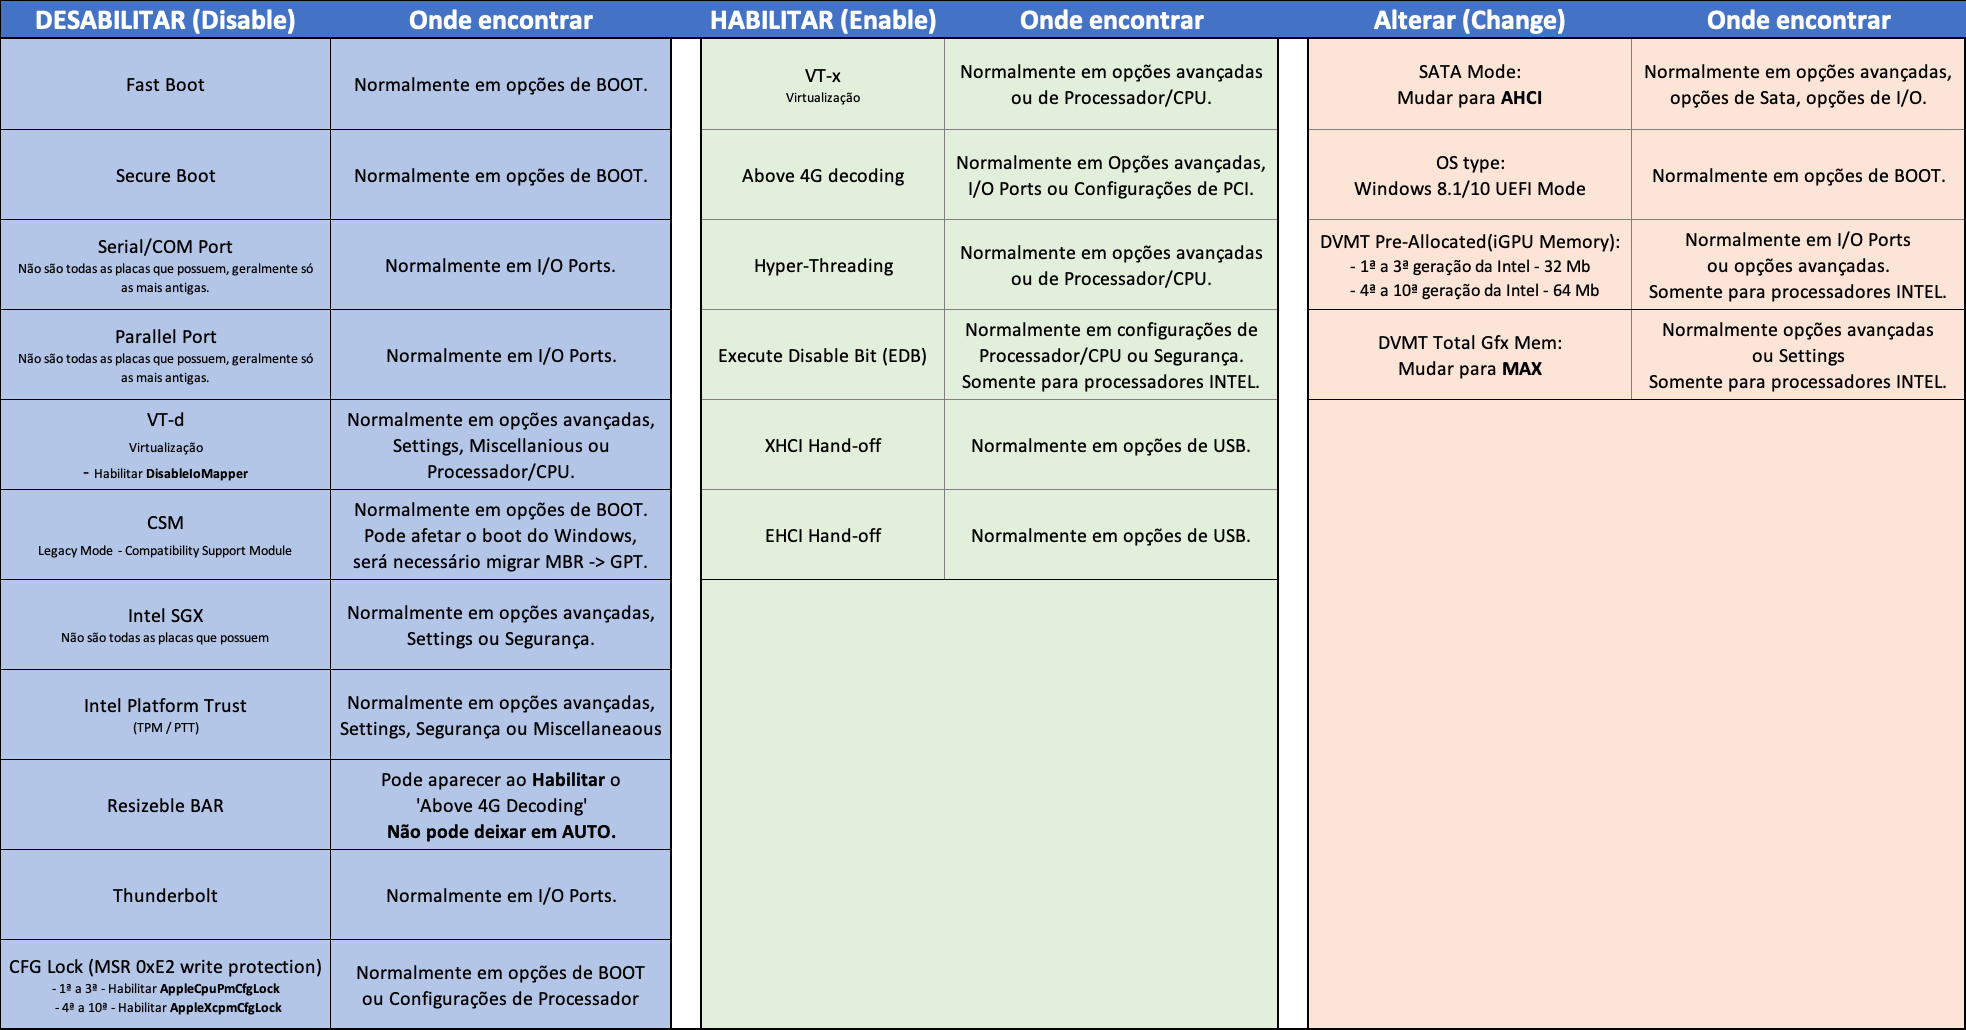 DESABILITAR (Disable)
Onde encontrar
Fast Boot
Normalmente em opções de BOOT.
Secure Boot
Normalmente em opções de BOOT.
Serial/COM Port
Não são todas as placas que possuem, geralmente só
as mais antigas.
Normalmente em I/O Ports.
Parallel Port
Não são todas as placas que possuem, geralmente só
as mais antigas.
Normalmente em I/O Ports.
VT-d
Virtualização
- Habilitar DisableIoMapper
Normalmente em opções avançadas,
Settings, Miscellanious ou
Processador/CPU.
CSM
Legacy Mode - Compatibility Support Module
Normalmente em opções de BOOT.
Pode afetar o boot do Windows,
será necessário migrar MBR -> GPT.
Intel SGX
Não são todas as placas que possuem
Normalmente em opções avançadas,
Settings ou Segurança.
Intel Platform Trust
(TPM / PTT)
Normalmente em opções avançadas,
Settings, Segurança ou Miscellaneaous
Resizeble BAR
Pode aparecer ao Habilitar o
'Above 4G Decoding'
Não pode deixar em AUTO.
Thunderbolt
Normalmente em I/O Ports.
CFG Lock (MSR 0xE2 write protection)
- 1ª a 3ª - Habilitar AppleCpuPmCfgLock
- 4ª a 10ª - Habilitar AppleXcpmCfgLock
Normalmente em opções de BOOT
ou Configurações de Processador
HABILITAR (Enable)
Onde encontrar
VT-x
Virtualização
Normalmente em opções avançadas
ou de Processador/CPU.
Above 4G decoding
Normalmente em Opções avançadas,
I/O Ports ou Configurações de PCI.
Hyper-Threading
Normalmente em opções avançadas
ou de Processador/CPU.
Execute Disable Bit (EDB)
Normalmente em configurações de
Processador/CPU ou Segurança.
Somente para processadores INTEL.
XHCI Hand-off
Normalmente em opções de USB.
EHCI Hand-off
Normalmente em opções de USB.
Alterar (Change)
Onde encontrar
SATA Mode:
Mudar para AHCI
Normalmente em opções avançadas,
opções de Sata, opções de I/O.
OS type:
Windows 8.1/10 UEFI Mode
Normalmente em opções de BOOT.
DVMT Pre-Allocated(iGPU Memory):
- 1ª a 3ª geração da Intel - 32 Mb
- 4ª a 10ª geração da Intel - 64 Mb
Normalmente em I/O Ports
ou opções avançadas.
Somente para processadores INTEL.
DVMT Total Gfx Mem:
Mudar para MAX
Normalmente opções avançadas
ou Settings
Somente para processadores INTEL.